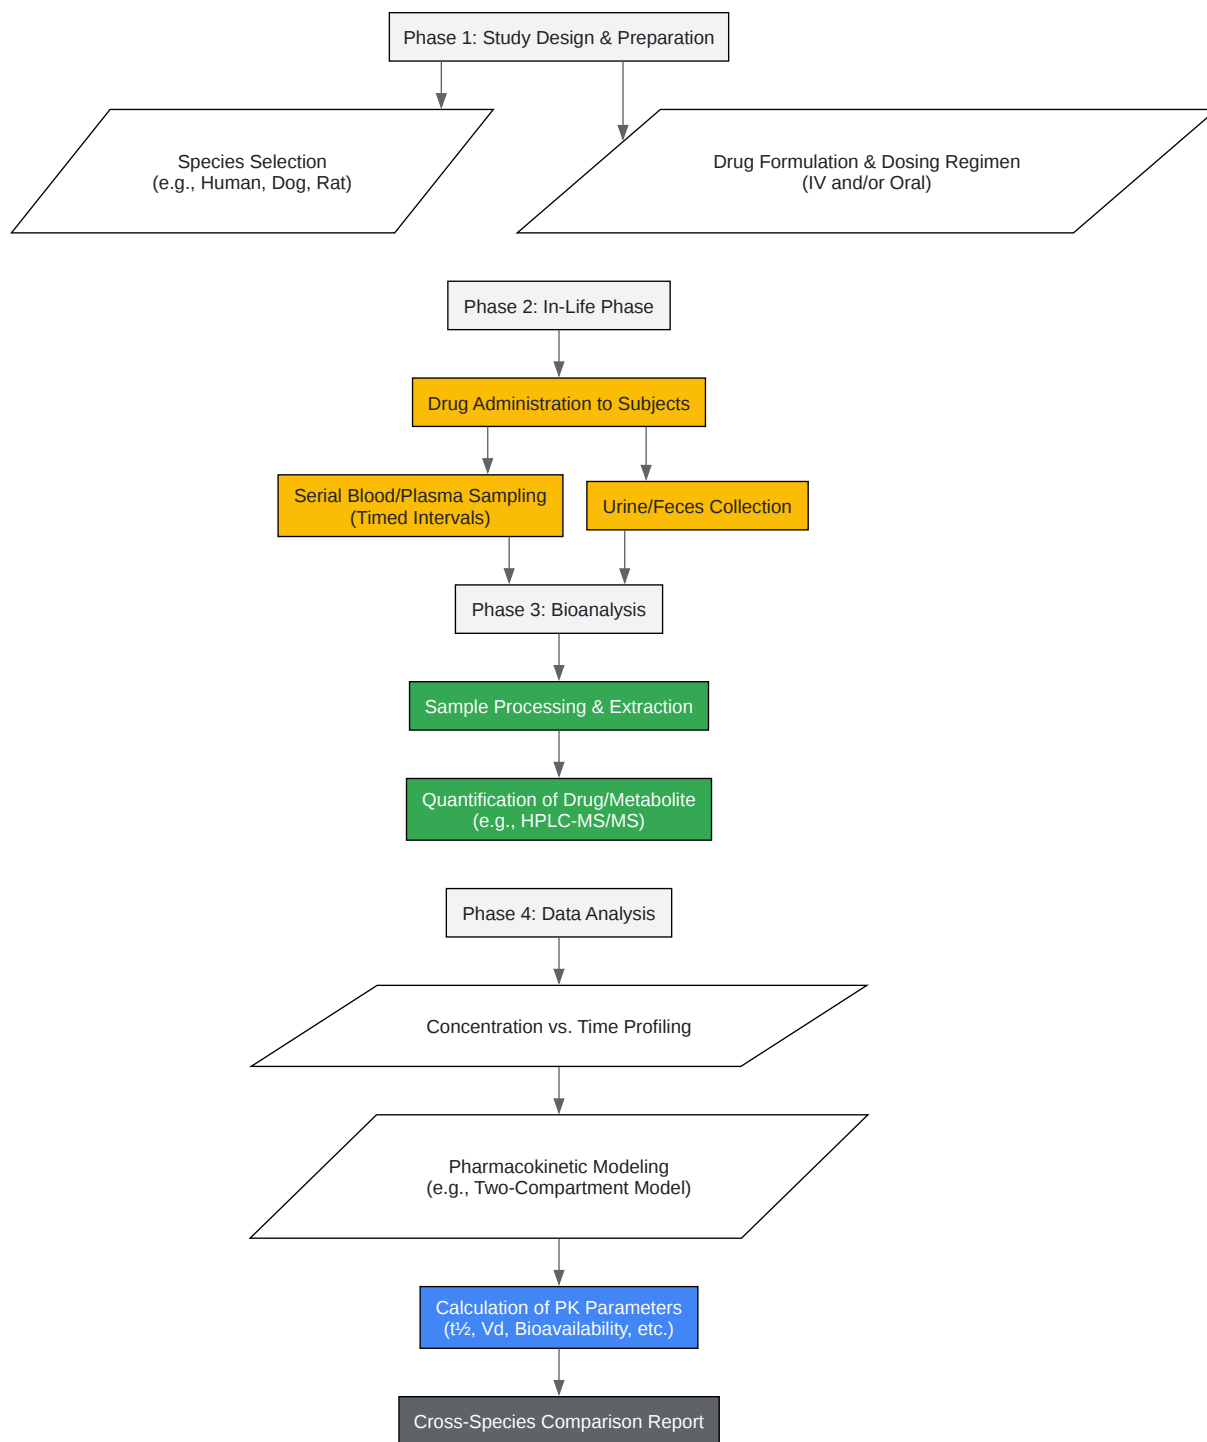 Phase 1: Study Design & Preparation
Species Selection
(e.g., Human, Dog, Rat)
Drug Formulation & Dosing Regimen
(IV and/or Oral)
Phase 2: In-Life Phase
Drug Administration to Subjects
Serial Blood/Plasma Sampling
(Timed Intervals)
Urine/Feces Collection
Phase 3: Bioanalysis
Sample Processing & Extraction
Quantification of Drug/Metabolite
(e.g., HPLC-MS/MS)
Phase 4: Data Analysis
Concentration vs. Time Profiling
Pharmacokinetic Modeling
(e.g., Two-Compartment Model)
Calculation of PK Parameters
(t½, Vd, Bioavailability, etc.)
Cross-Species Comparison Report